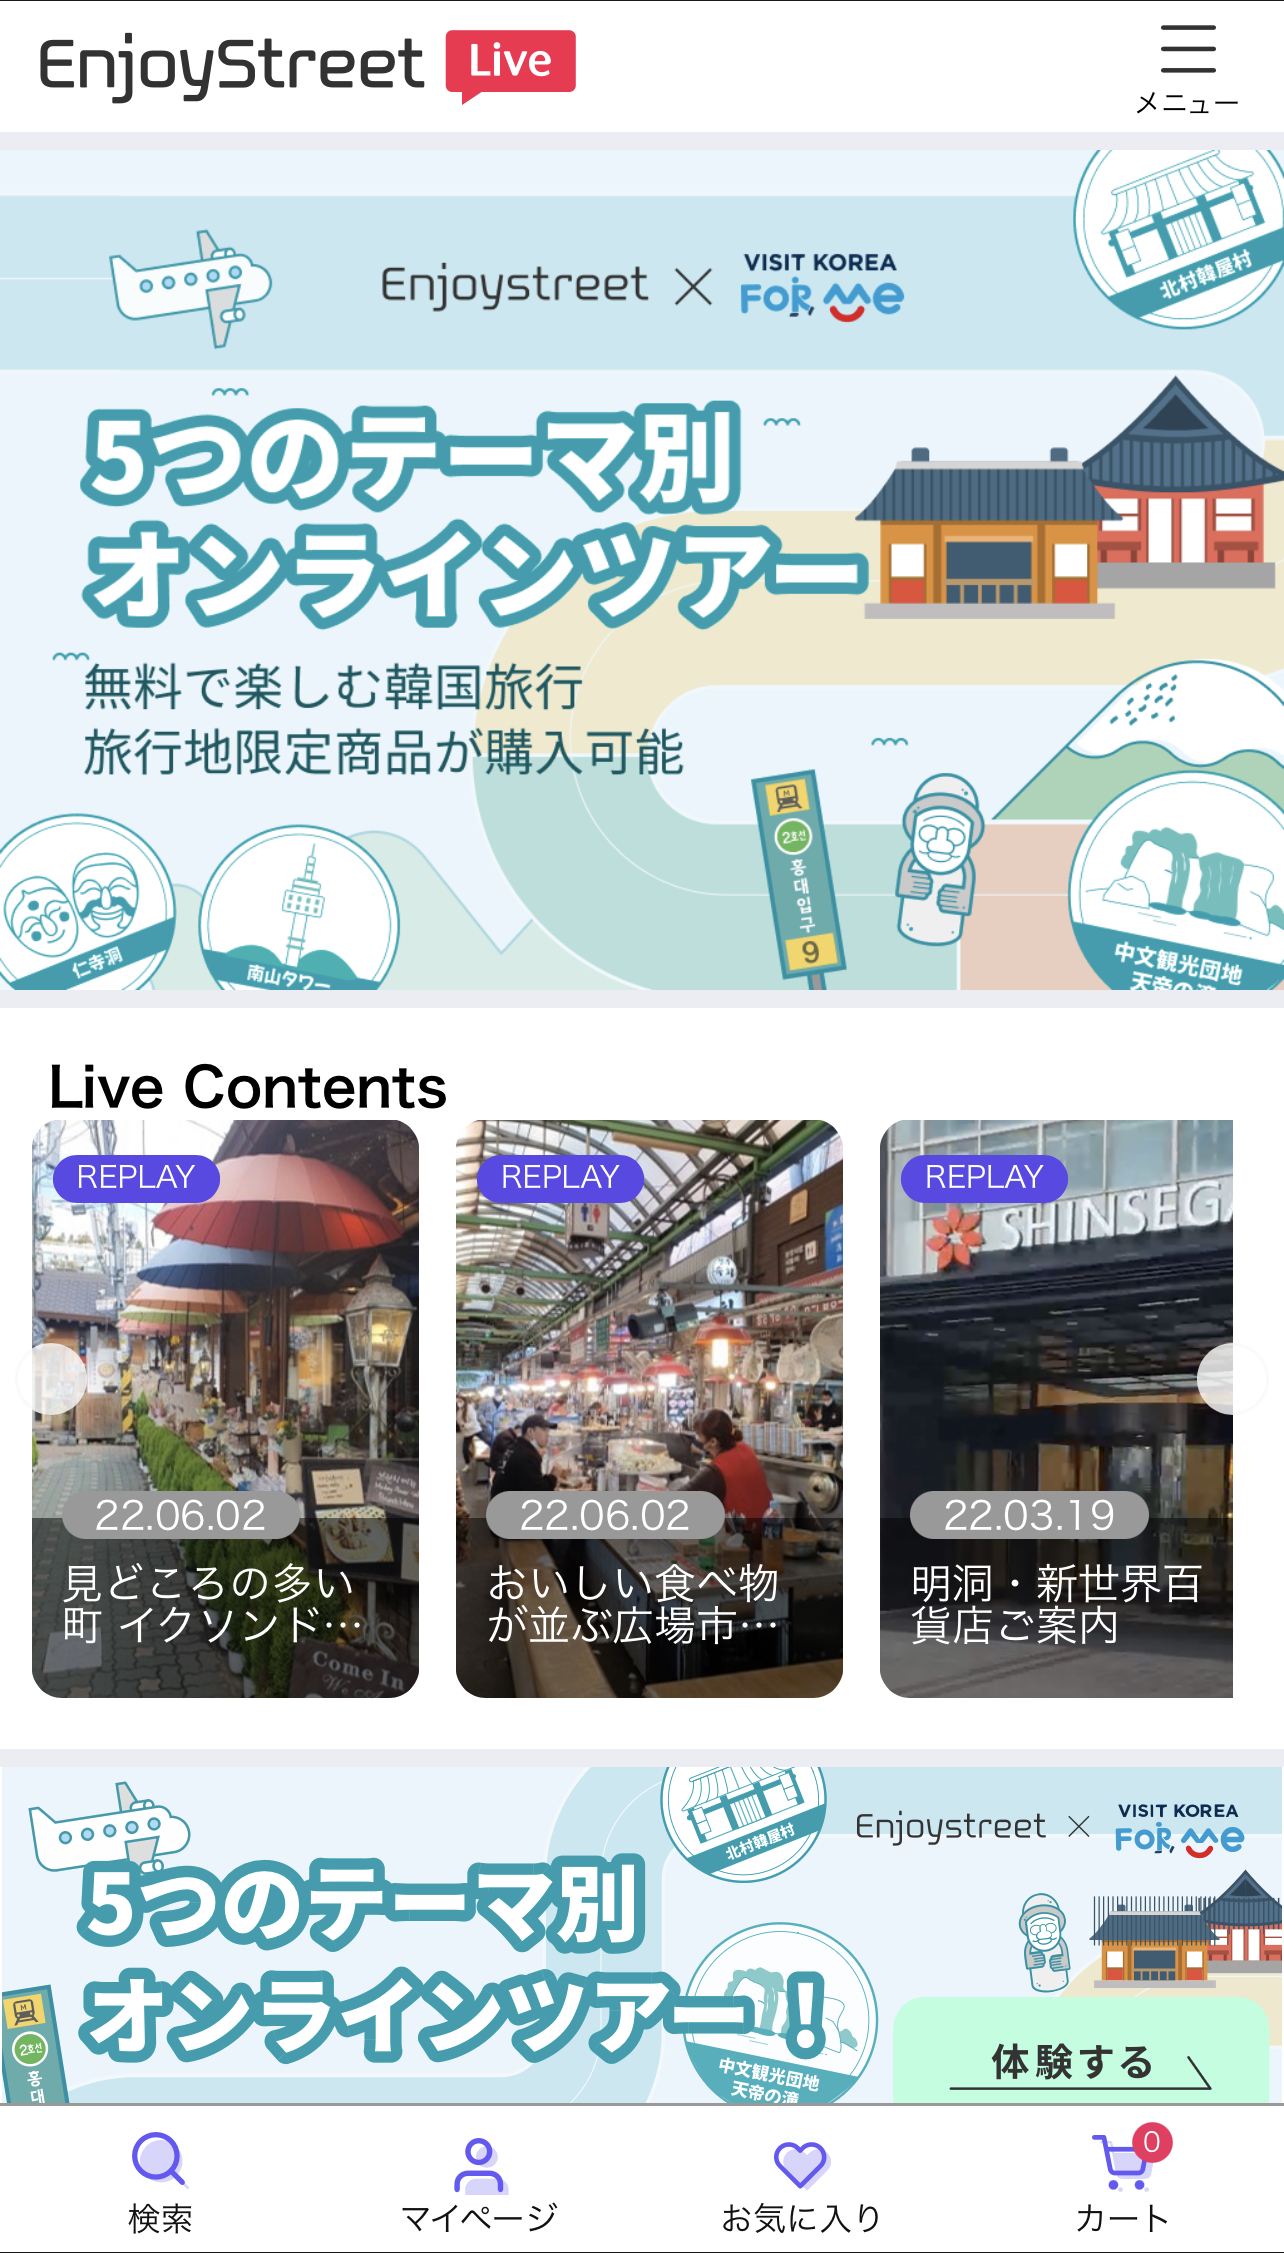 EnjoyStreet Live
メニュー
Enjoystreet × VISIT KOREA FOR me
北村韓屋村
5つのテーマ別
オンラインツアー
無料で楽しむ韓国旅行
旅行地限定商品が購入可能
M
2호선
홍대입구
9
仁寺洞
南山タワー
中文観光団地
天帝の滝
Live Contents
REPLAY
REPLAY
REPLAY
SHINSEGA
22.06.02
22.06.02
22.03.19
見どころの多い
町 イクソンド…
おいしい食べ物
が並ぶ広場市…
明洞・新世界百
貨店ご案内
Come In
We A
北村韓屋村
Enjoystreet × VISIT KOREA FOR me
5つのテーマ別
オンラインツアー！
M
2호선
홍대
中文観光団地
天帝の滝
体験する
0
検索
マイページ
お気に入り
カート